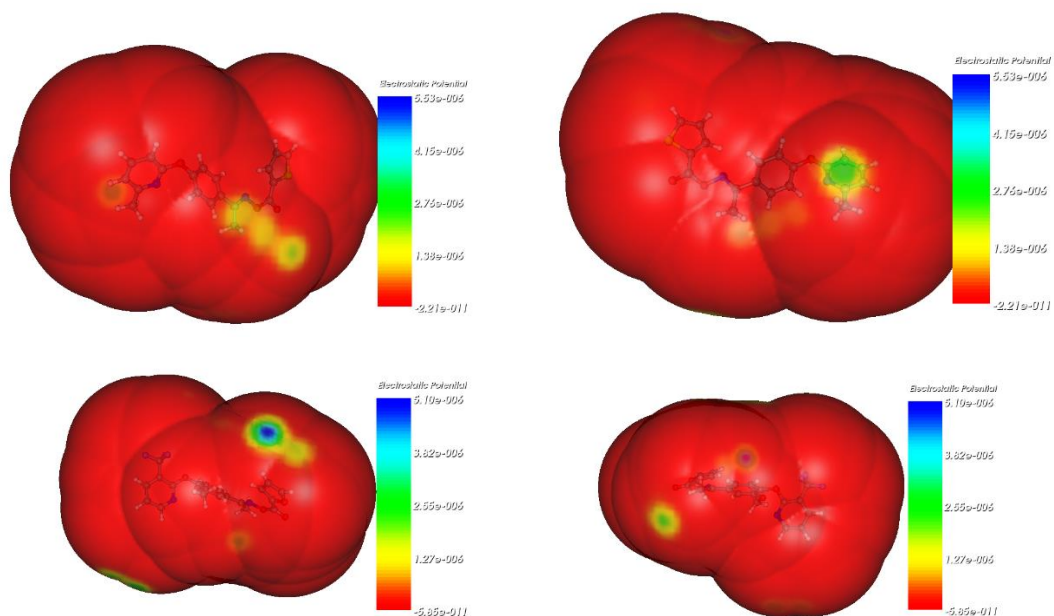 Electrostatic Potential
5.53e-006
4.15e-006
2.76e-006
1.38e-006
-2.21e-011
Electrostatic Potential
5.53e-006
4.15e-006
2.76e-006
1.38e-006
-2.21e-011
Electrostatic Potential
5.10e-006
3.82e-006
2.55e-006
1.27e-006
-5.85e-011
Electrostatic Potential
5.10e-006
3.82e-006
2.55e-006
1.27e-006
-5.85e-011